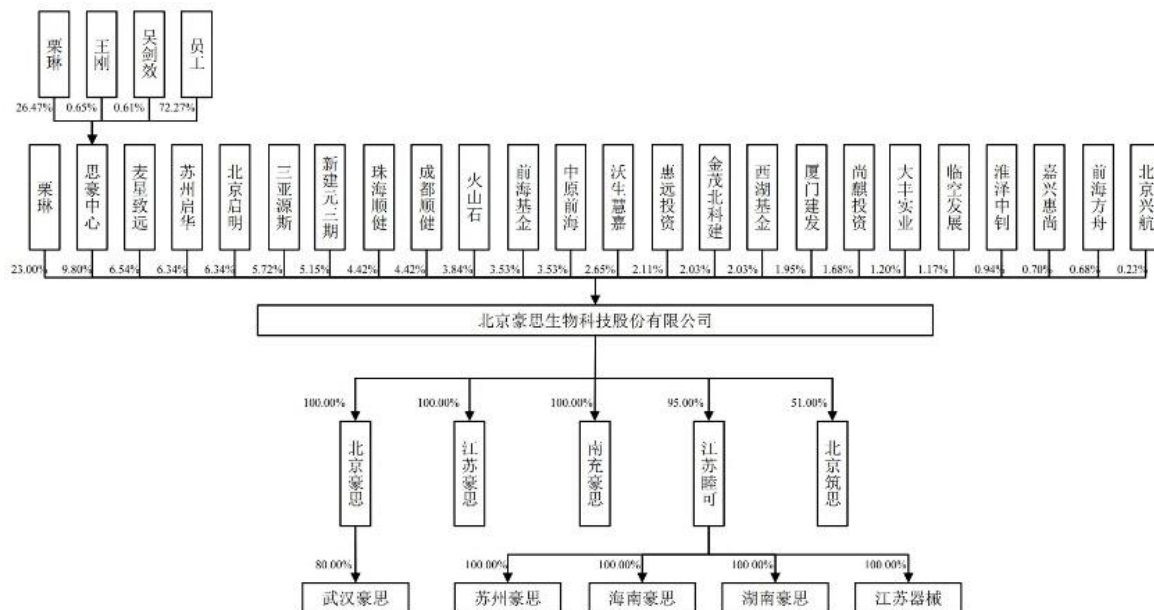 栗琳
王刚
吴剑效
员工
26.47%
0.65%
0.61%
72.27%
栗琳
思豪中心
麦星致远
苏州启华
北京启明
三亚源斯
新建元三期
珠海顺健
成都顺健
火山石
前海基金
中原前海
沃生慧嘉
惠远投资
金茂北科建
西湖基金
厦门建发
尚麒投资
大丰实业
临空发展
淮泽中钊
嘉兴惠尚
前海方舟
北京兴航
23.00%
9.80%
6.54%
6.34%
6.34%
5.72%
5.15%
4.42%
4.42%
3.84%
3.53%
3.53%
2.65%
2.11%
2.03%
2.03%
1.95%
1.68%
1.20%
1.17%
0.94%
0.70%
0.68%
0.23%
北京豪思生物科技股份有限公司
100.00%
100.00%
100.00%
95.00%
51.00%
北京豪思
江苏豪思
南充豪思
江苏睦可
北京筑思
80.00%
100.00%
100.00%
100.00%
100.00%
武汉豪思
苏州豪思
海南豪思
湖南豪思
江苏器械